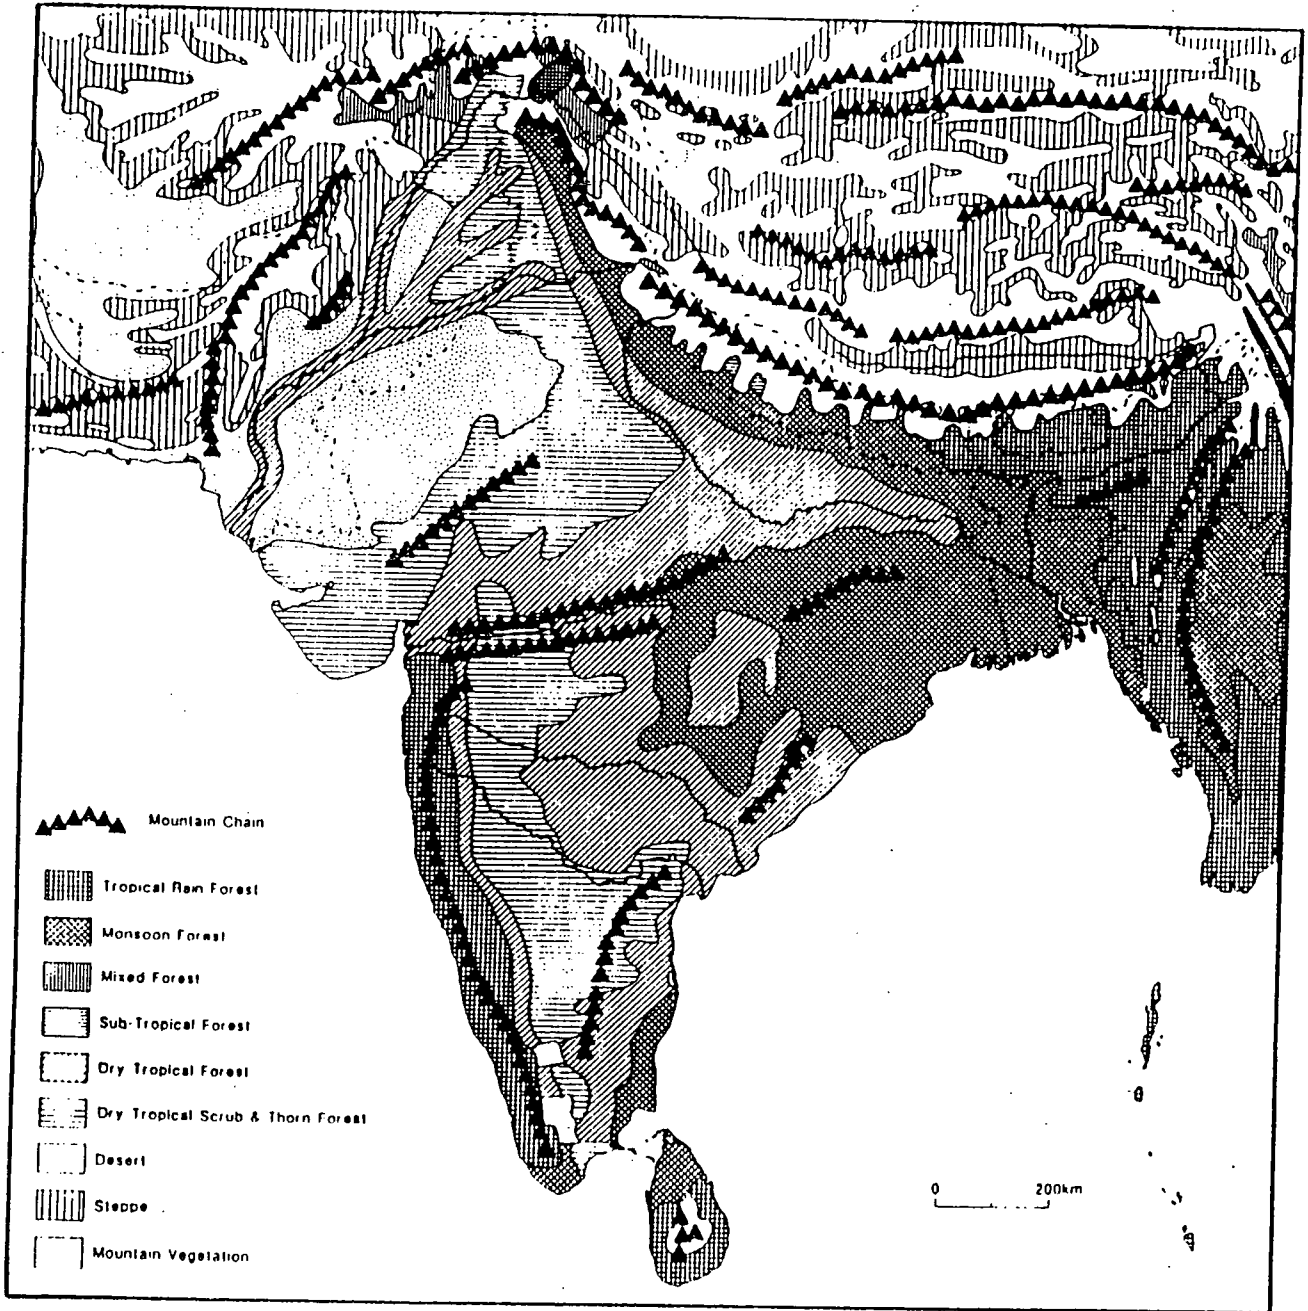 Mountain Chain
Tropical Rain Forest
Monsoon Forest
Mixed Forest
Sub-Tropical Forest
Dry Tropical Forest
Dry Tropical Scrub & Thorn Forest
Desert
Steppe
Mountain Vegetation
0 200km